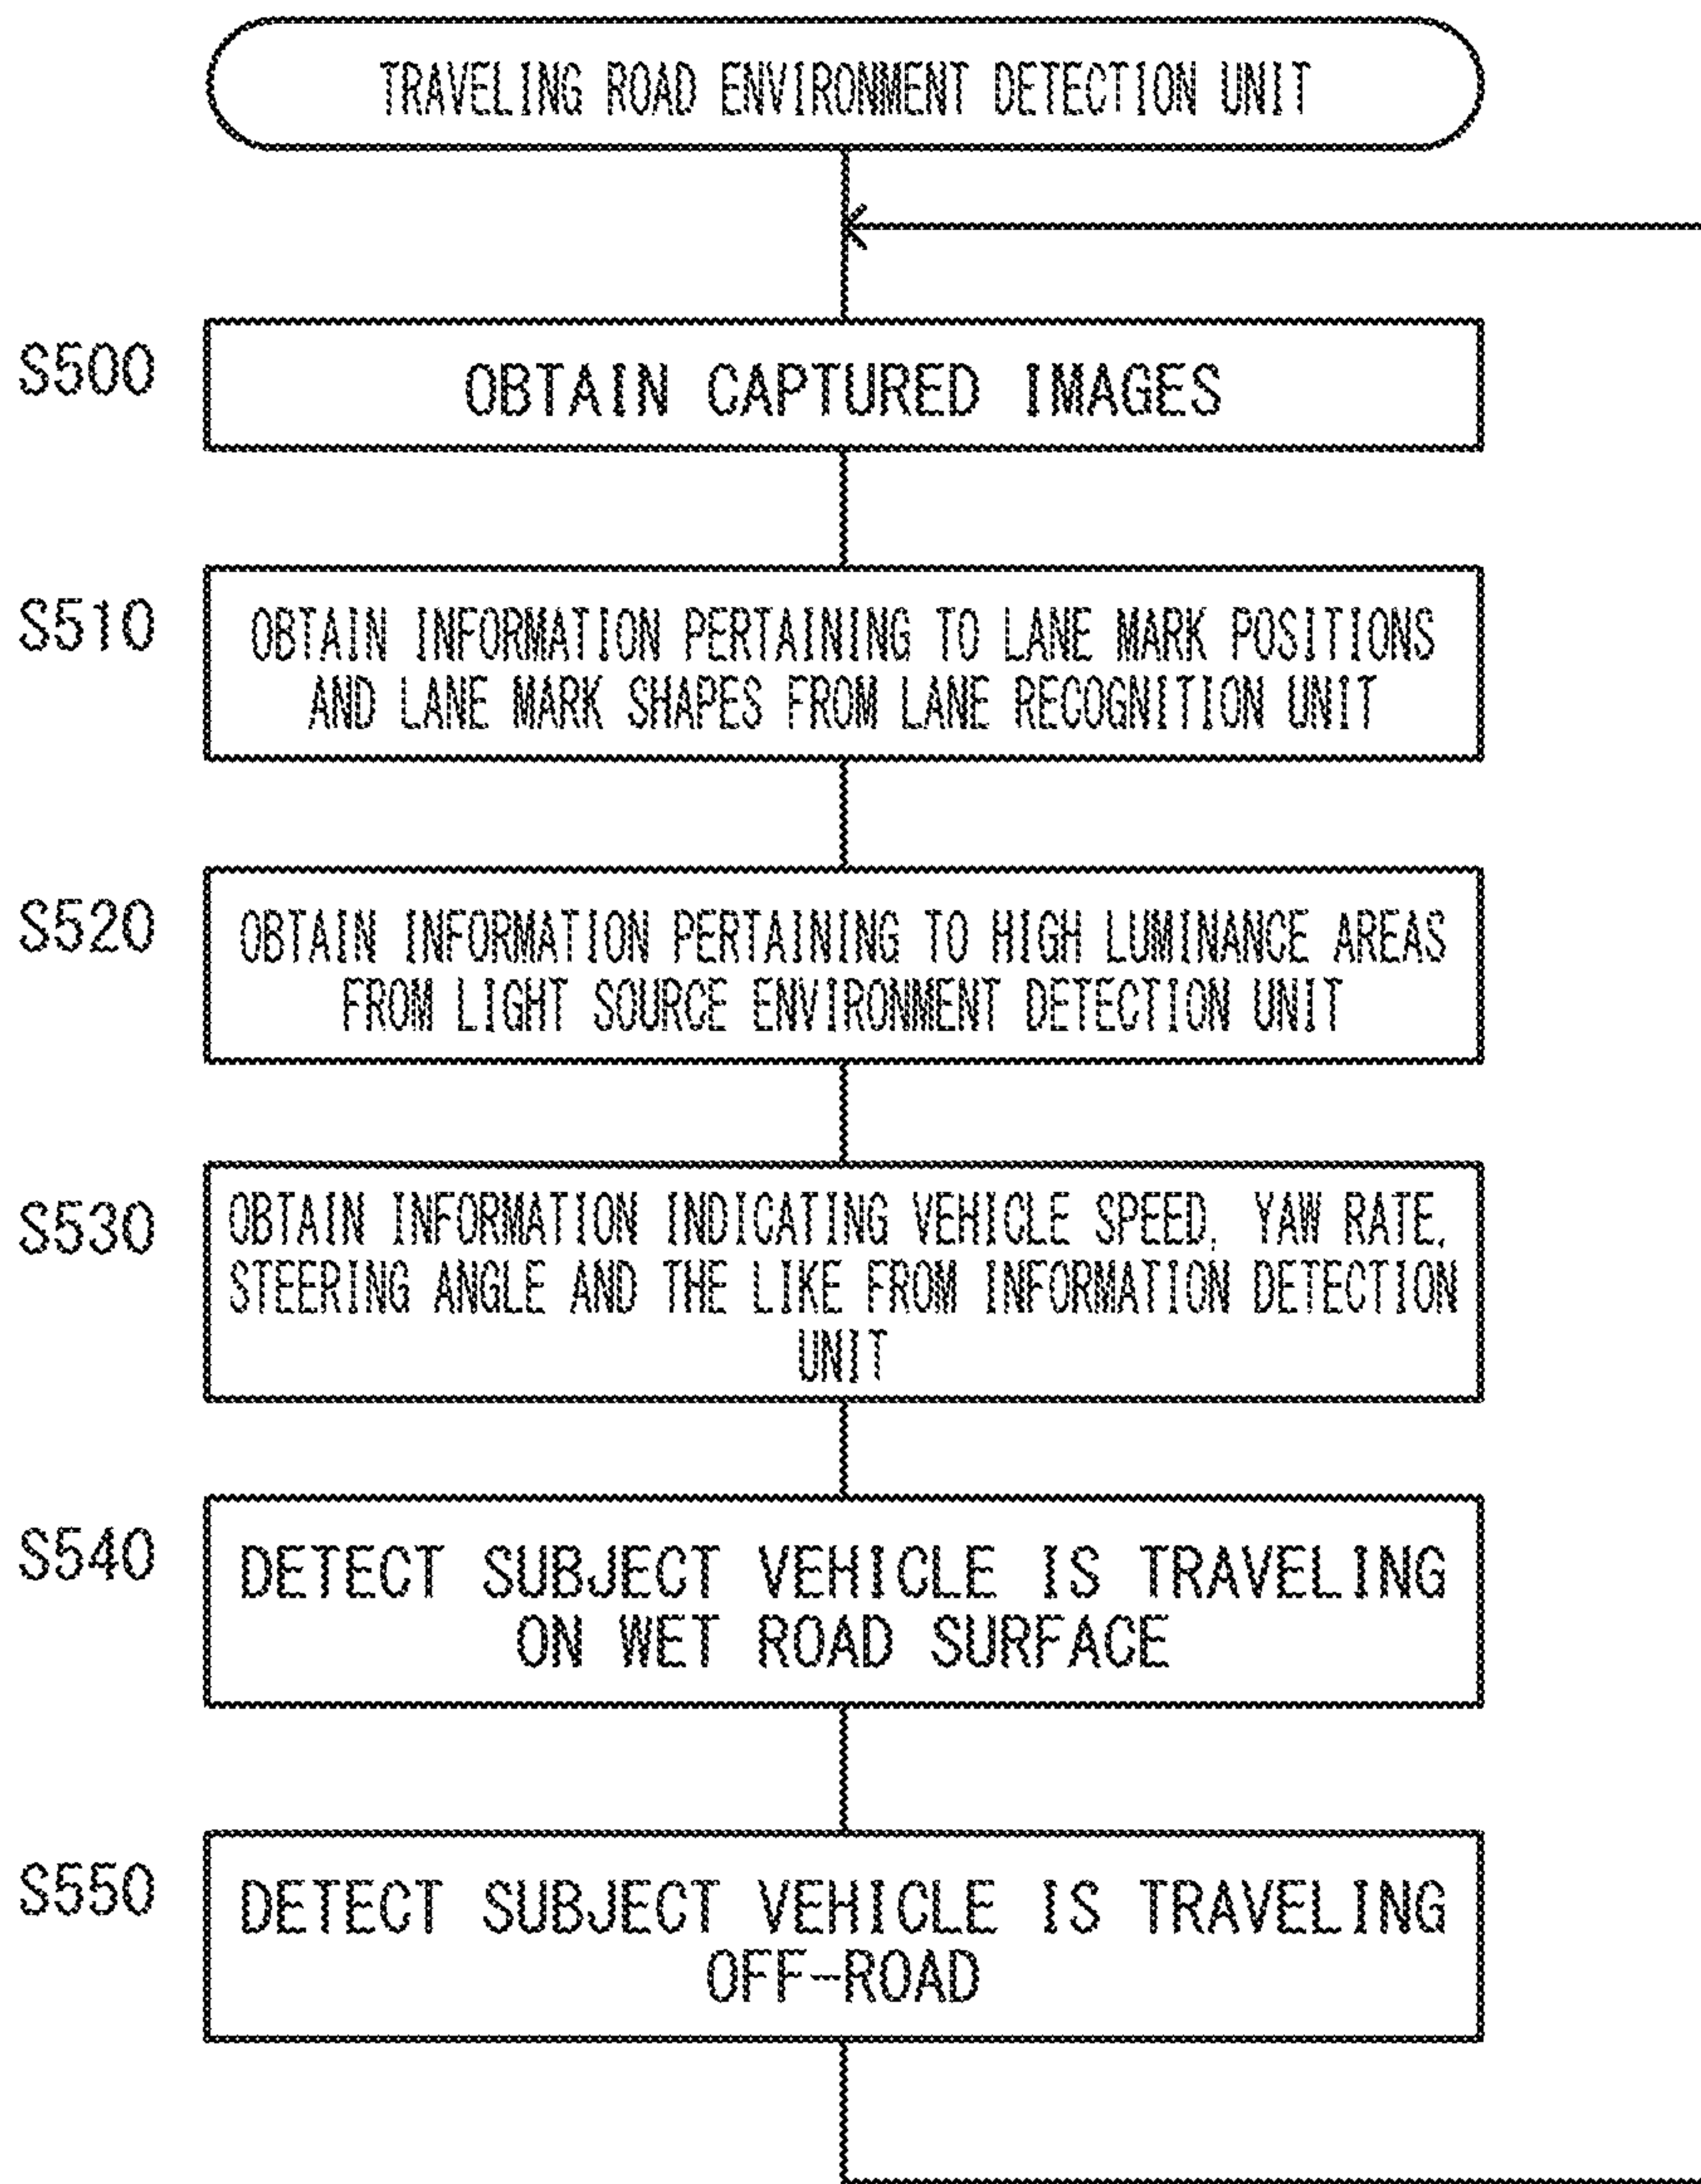 TRAVELING ROAD ENVIRONMENT DETECTION UNIT
S500
OBTAIN CAPTURED IMAGES
S510
OBTAIN INFORMATION PERTAINING TO LANE MARK POSITIONS
AND LANE MARK SHAPES FROM LANE RECOGNITION UNIT
S520
OBTAIN INFORMATION PERTAINING TO HIGH LUMINANCE AREAS
FROM LIGHT SOURCE ENVIRONMENT DETECTION UNIT
S530
OBTAIN INFORMATION INDICATING VEHICLE SPEED, YAW RATE,
STEERING ANGLE AND THE LIKE FROM INFORMATION DETECTION
UNIT
S540
DETECT SUBJECT VEHICLE IS TRAVELING
ON WET ROAD SURFACE
S550
DETECT SUBJECT VEHICLE IS TRAVELING
OFF-ROAD